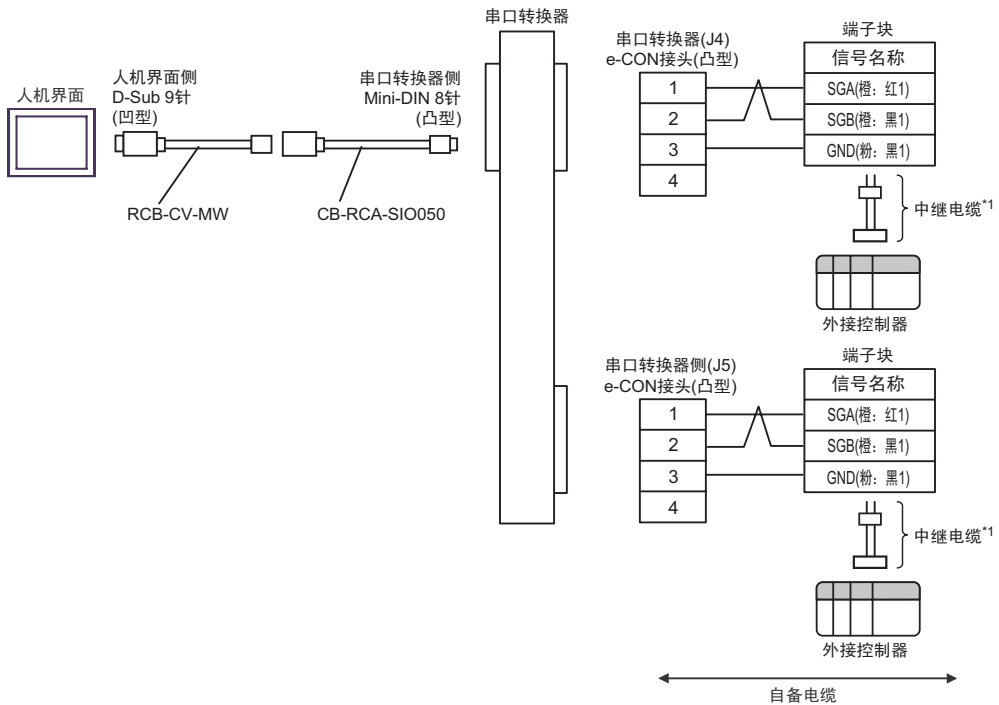 串口转换器
人机界面
人机界面侧
D-Sub 9针
(凹型)
串口转换器侧
Mini-DIN 8针
(凸型)
RCB-CV-MW
CB-RCA-SIO050
串口转换器(J4)
e-CON接头(凸型)
1
2
3
4
端子块
信号名称
SGA(橙：红1)
SGB(橙：黑1)
GND(粉：黑1)
中继电缆*1
外接控制器
串口转换器侧(J5)
e-CON接头(凸型)
1
2
3
4
端子块
信号名称
SGA(橙：红1)
SGB(橙：黑1)
GND(粉：黑1)
中继电缆*1
外接控制器
自备电缆